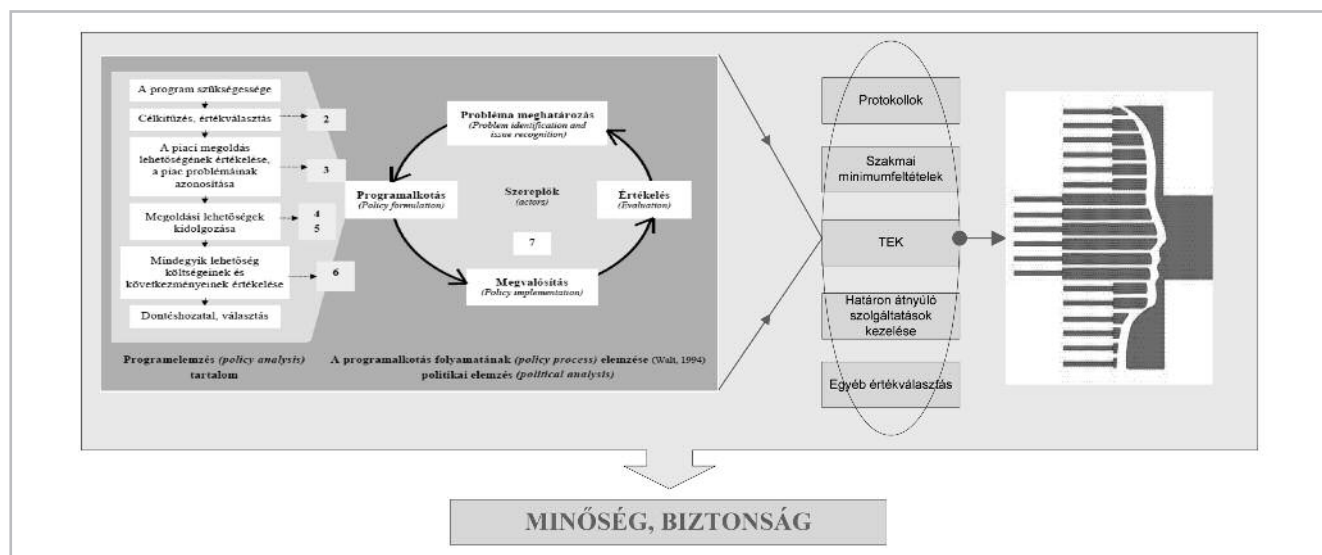 A program szükségessége
Célkitűzés, értékválasztás
2
A piaci megoldás
lehetőségének értékelése,
a piac problémáinak
azonosítása
3
Megoldási lehetőségek
kidolgozása
4
5
Mindegyik lehetőség
költségeinek és
következményeinek értékelése
6
Dontéshozatal, választás
Programelemzés (policy analysis)
tartalom
Probléma meghatározás
(Problem identification and
issue recognition)
Programalkotás
(Policy formulation)
Szereplők
(actors)
7
Értékelés
(Evaluation)
Megvalósítás
(Policy implementation)
A programalkotás folyamatának (policy process) elemzése (Walt, 1994)
politikai elemzés (political analysis)
Protokollok
Szakmai
minimumfeltételek
TEK
Határon átnyúló
szolgáltatások
kezelése
Egyéb értékválasztás
MINŐSÉG, BIZTONSÁG